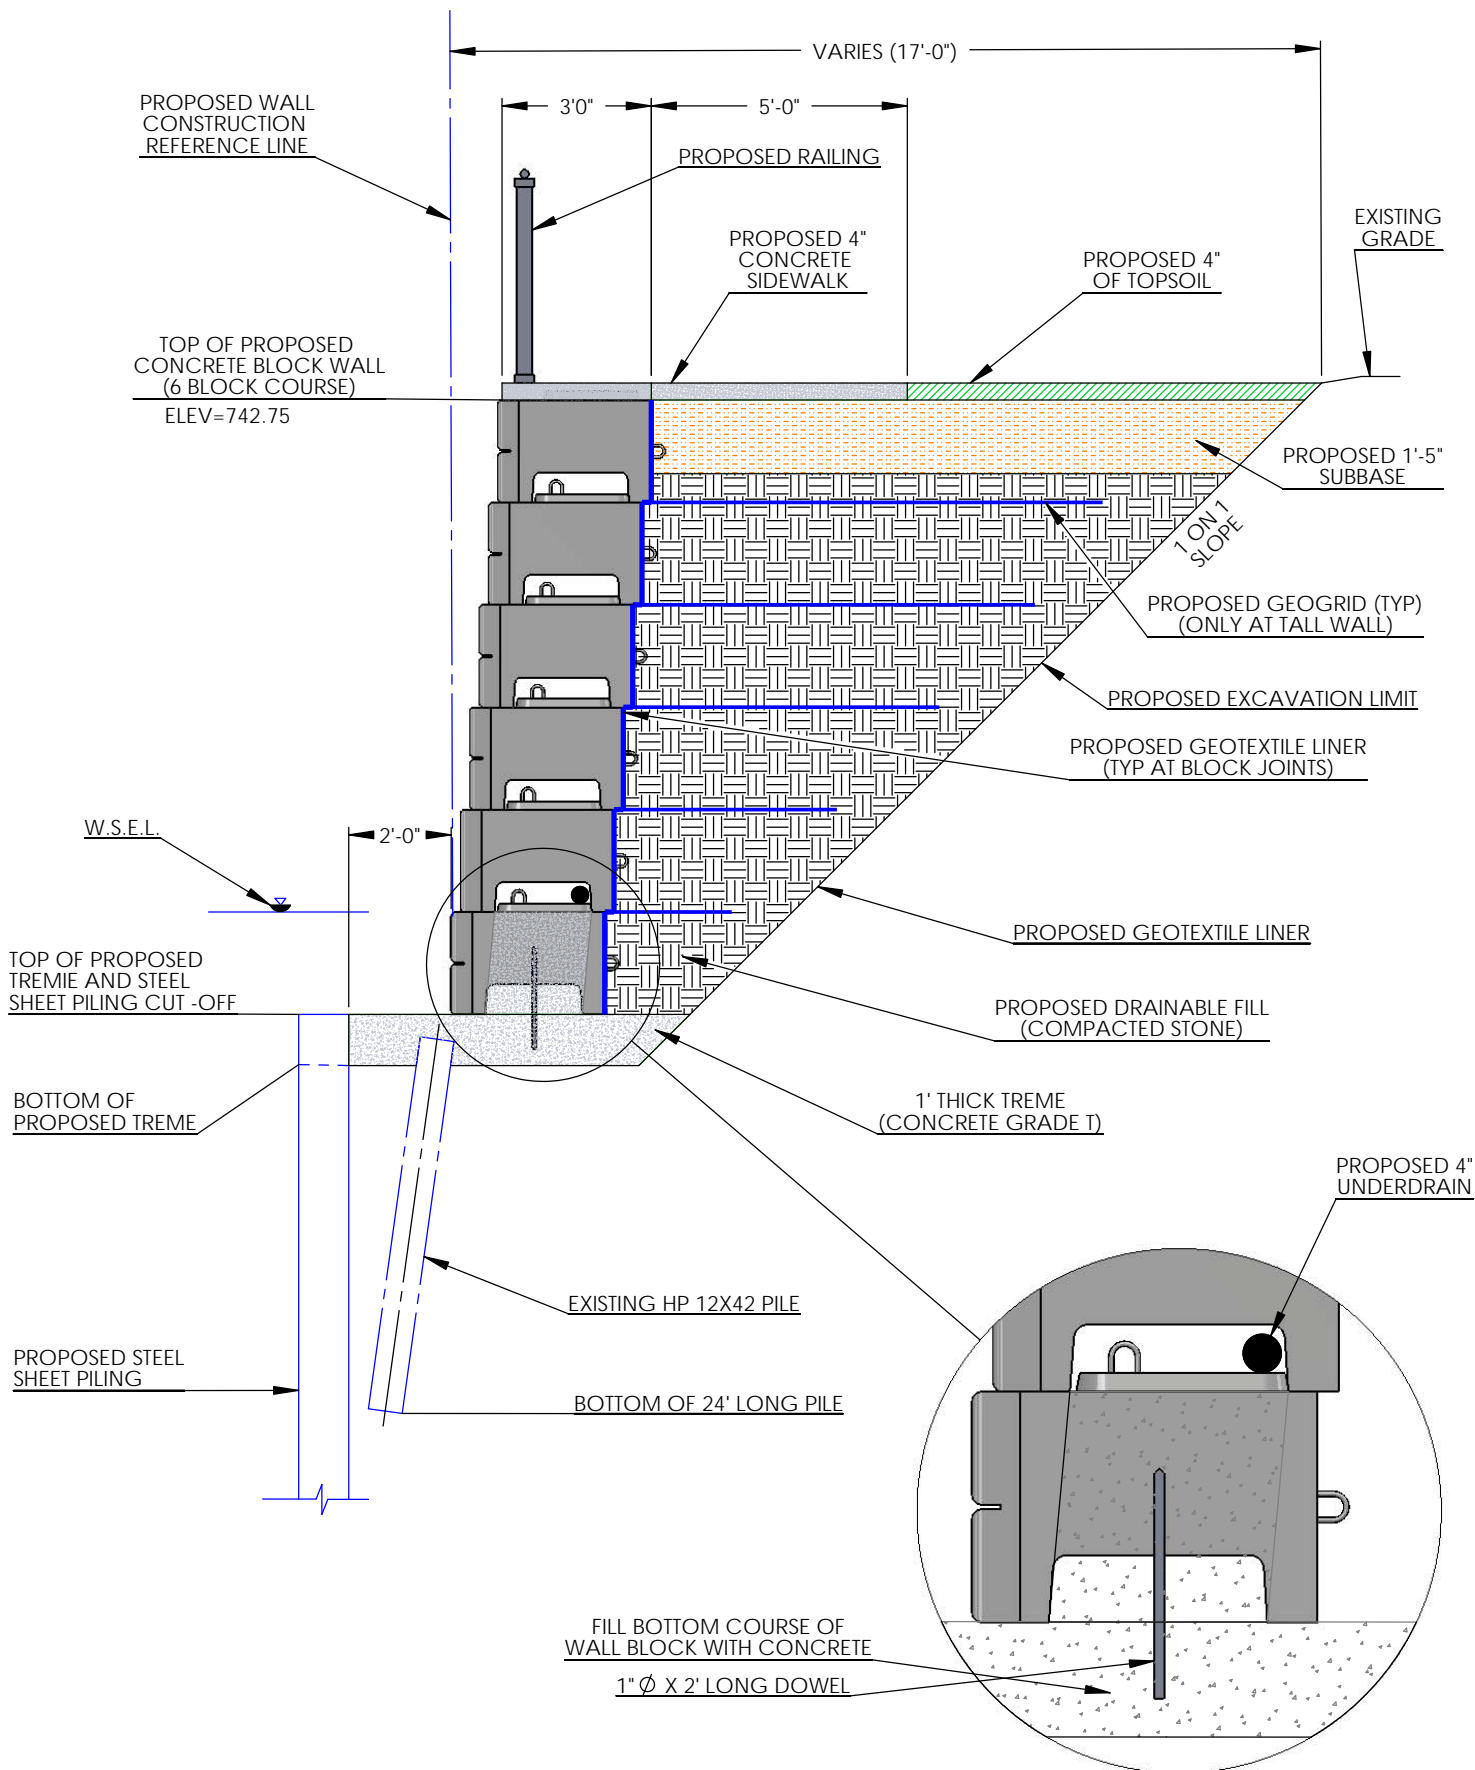 VARIES (17'-0")
3'0"
5'-0"
PROPOSED WALL
CONSTRUCTION
REFERENCE LINE
PROPOSED RAILING
EXISTING
GRADE
PROPOSED 4"
CONCRETE
SIDEWALK
PROPOSED 4"
OF TOPSOIL
TOP OF PROPOSED
CONCRETE BLOCK WALL
(6 BLOCK COURSE)
ELEV=742.75
PROPOSED 1'-5"
SUBBASE
1 ON 1
SLOPE
PROPOSED GEOGRID (TYP)
(ONLY AT TALL WALL)
PROPOSED EXCAVATION LIMIT
PROPOSED GEOTEXTILE LINER
(TYP AT BLOCK JOINTS)
W.S.E.L.
2'-0"
PROPOSED GEOTEXTILE LINER
TOP OF PROPOSED
TREMIE AND STEEL
SHEET PILING CUT -OFF
PROPOSED DRAINABLE FILL
(COMPACTED STONE)
BOTTOM OF
PROPOSED TREME
1' THICK TREME
(CONCRETE GRADE T)
PROPOSED 4"
UNDERDRAIN
EXISTING HP 12X42 PILE
PROPOSED STEEL
SHEET PILING
BOTTOM OF 24' LONG PILE
FILL BOTTOM COURSE OF
WALL BLOCK WITH CONCRETE
1"∅ X 2' LONG DOWEL